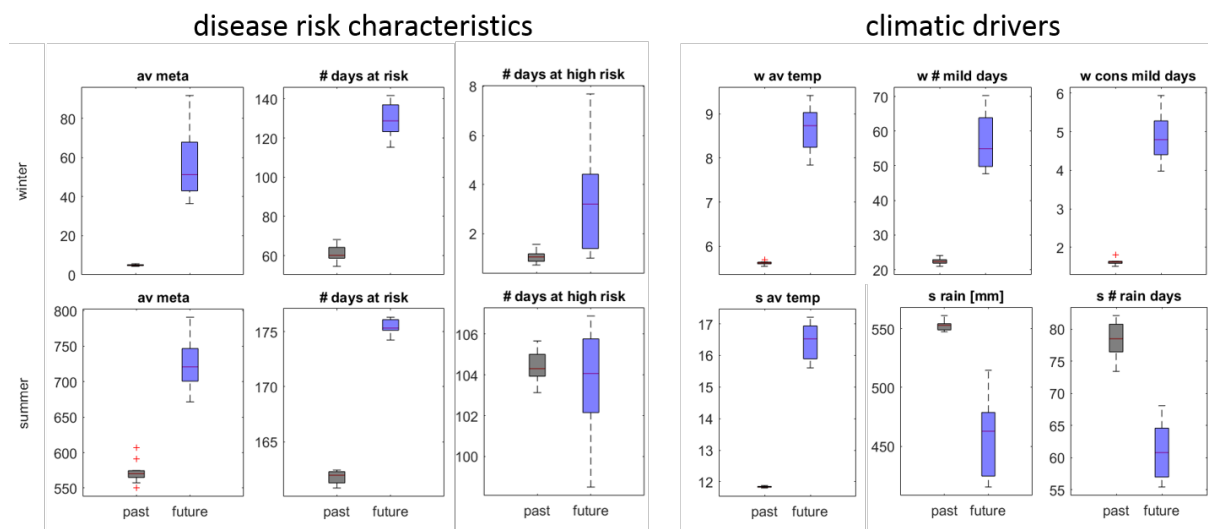 disease risk characteristics
climatic drivers
winter
av meta
80
60
40
20
0
# days at risk
140
120
100
80
60
# days at high risk
8
6
4
2
w av temp
9
8
7
6
w # mild days
70
60
50
40
30
20
w cons mild days
6
5
4
3
2
summer
av meta
800
750
700
650
600
550
past future
# days at risk
175
170
165
past future
# days at high risk
106
104
102
100
past future
s av temp
17
16
15
14
13
12
past future
s rain [mm]
550
500
450
past future
s # rain days
80
75
70
65
60
55
past future